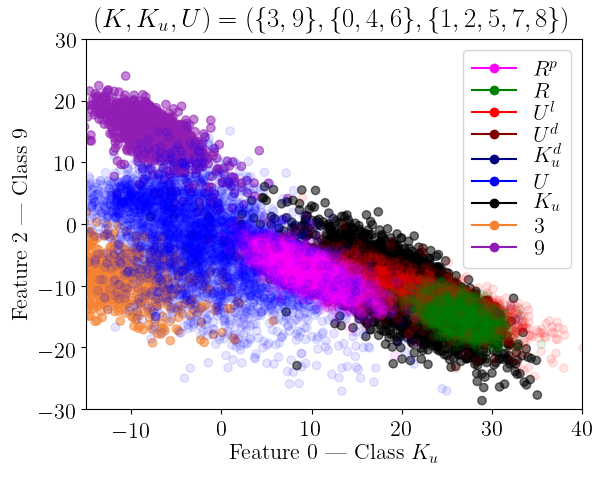 (K, K_u, U) = ({3, 9}, {0, 4, 6}, {1, 2, 5, 7, 8})
30
20
10
0
−10
−20
−30
Feature 2 — Class 9
R^p
R
U^l
U^d
K_u^d
U
K_u
3
9
−10
0
10
20
30
40
Feature 0 — Class K_u